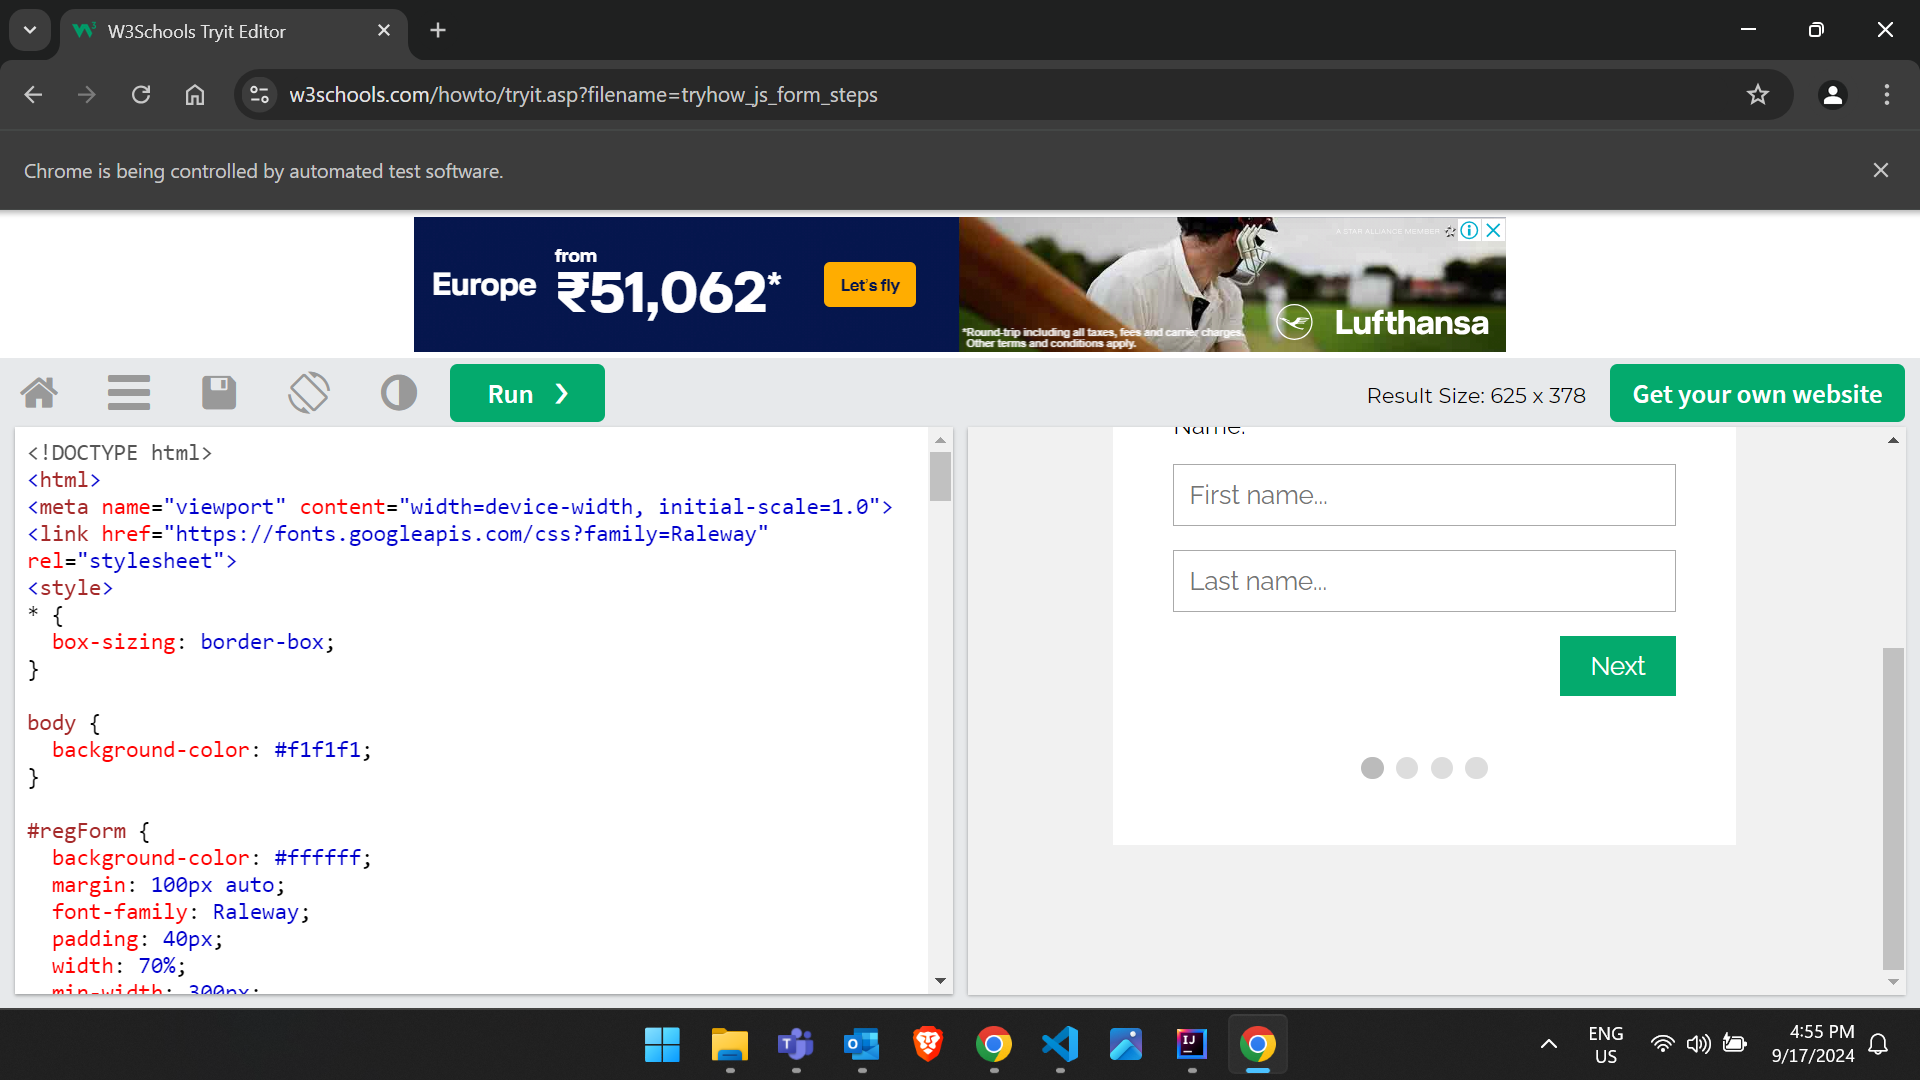 W3Schools Tryit Editor
w3schools.com/howto/tryit.asp?filename=tryhow_js_form_steps
Chrome is being controlled by automated test software.
Europe
from
₹51,062*
Let's fly
A STAR ALLIANCE MEMBER
*Round-trip including all taxes, fees and carrier charges.
Other terms and conditions apply.
Lufthansa
Run ❯
Result Size: 625 x 378
Get your own website
<!DOCTYPE html>
<html>
<meta name="viewport" content="width=device-width, initial-scale=1.0">
<link href="https://fonts.googleapis.com/css?family=Raleway"
rel="stylesheet">
<style>
* {
box-sizing: border-box;
}
body {
background-color: #f1f1f1;
}
#regForm {
background-color: #ffffff;
margin: 100px auto;
font-family: Raleway;
padding: 40px;
width: 70%;
min-width: 300px;
Name:
First name...
Last name...
Next
ENG
US
4:55 PM
9/17/2024